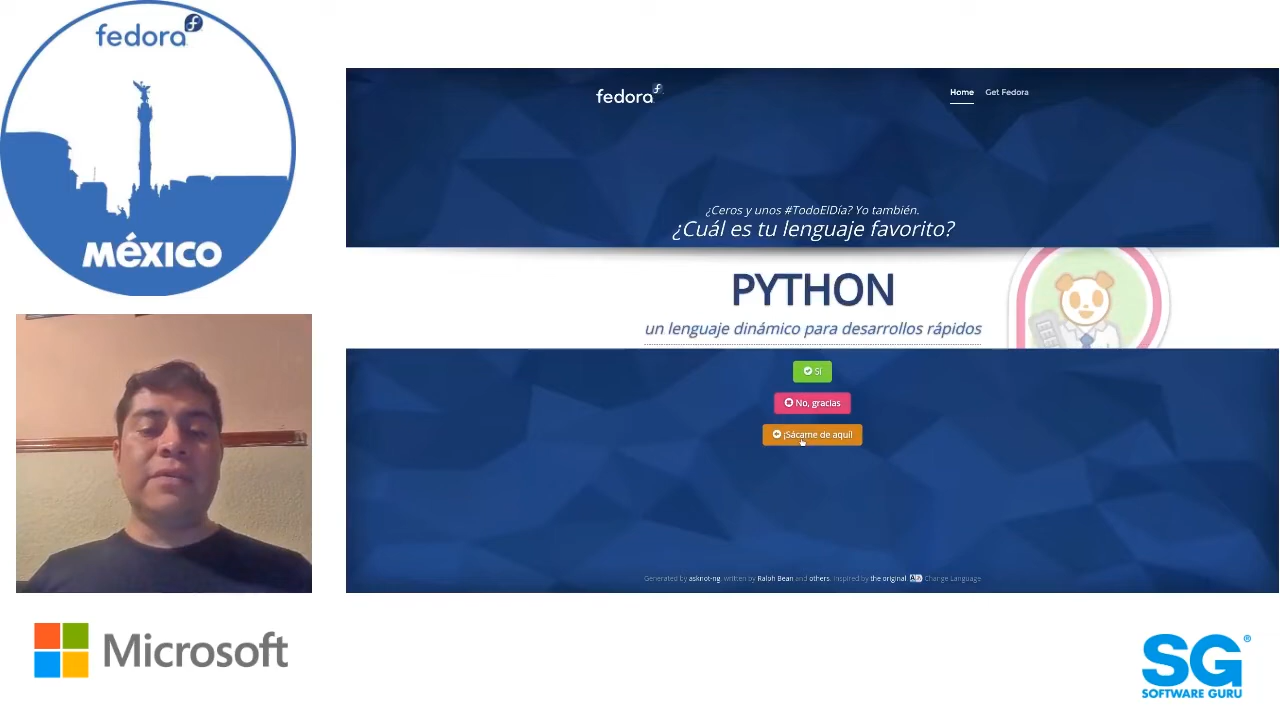 fedora
MÉXICO
fedora
Home
Get Fedora
¿Ceros y unos #TodoElDía? Yo también.
¿Cuál es tu lenguaje favorito?
PYTHON
un lenguaje dinámico para desarrollos rápidos
Sí
No, gracias
¡Sácame de aquí!
Generated by asknot-ng, written by Ralph Bean and others. Inspired by the original. Change Language
Microsoft
SG®
SOFTWARE GURU